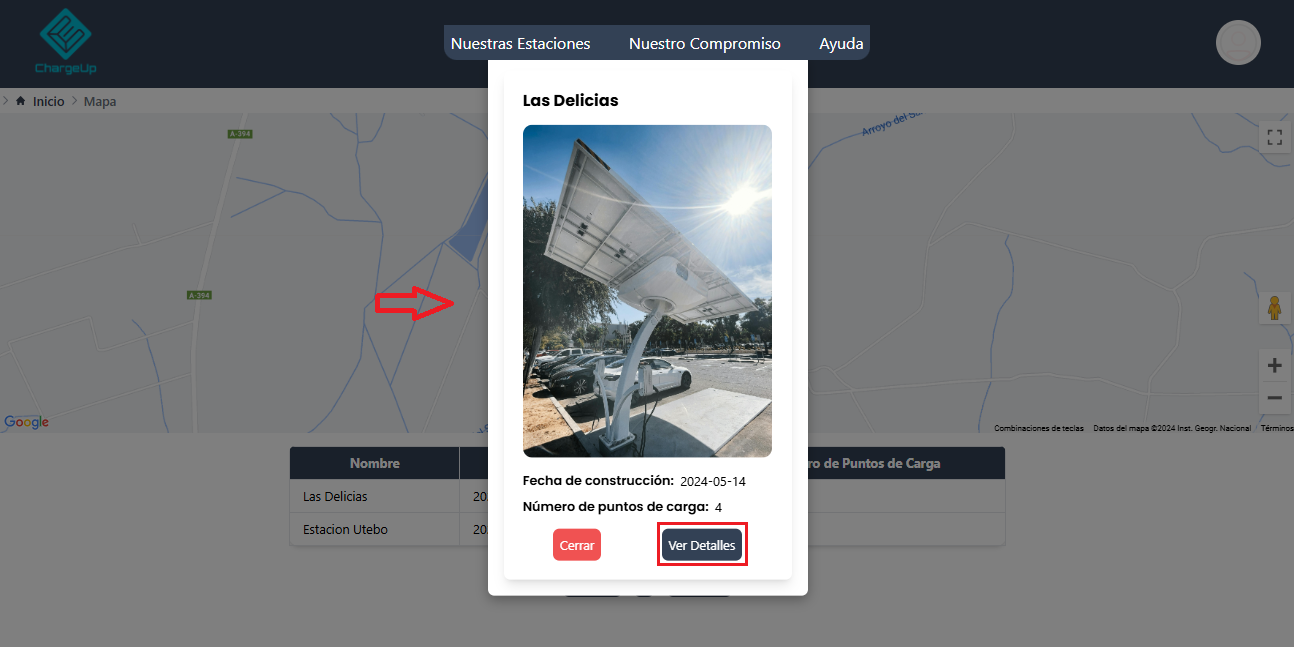 ChargeUp
Nuestras Estaciones Nuestro Compromiso Ayuda
Inicio Mapa
Las Delicias
A-394
Arroyo del
A-394
Google
Combinaciones de teclas Datos del mapa ©2024 Inst. Geogr. Nacional Términos
Nombre ro de Puntos de Carga
Las Delicias 20
Estacion Utebo 20
Fecha de construcción: 2024-05-14
Número de puntos de carga: 4
Cerrar Ver Detalles